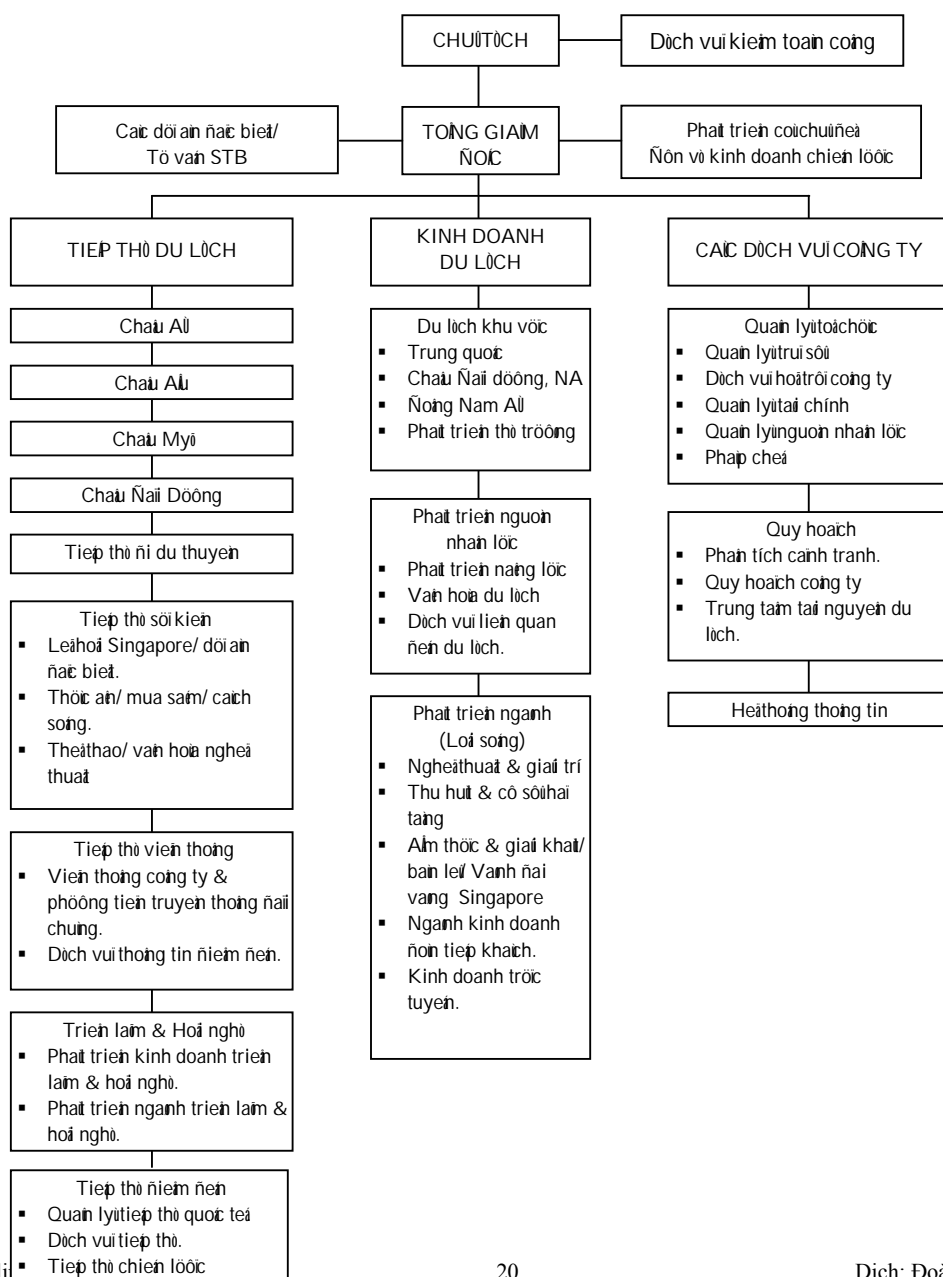 CHUÛ TÒCH
Dòch vuï kieåm toaùn coâng
Caùc döï aùn ñaëc bieät/
Tö vaán STB
TOÅNG GIAÙM
ÑOÁC
Phaùt trieån coù chuû ñeà
Ñôn vò kinh doanh chieán löôïc
TIEÁP THÒ DU LÒCH
KINH DOANH
DU LÒCH
CAÙC DÒCH VUÏ COÂNG TY
Chaâu AÙ
Chaâu AÂu
Chaâu Myõ
Chaâu Ñaïi Döông
Tieáp thò ñi du thuyeàn
Tieáp thò söï kieän
▪ Leã hoäi Singapore/ döï aùn
ñaëc bieät.
▪ Thöùc aên/ mua saém/ caùch
soáng.
▪ Theå thao/ vaên hoùa ngheä
thuaät
Tieáp thò vieãn thoâng
▪ Vieãn thoâng coâng ty &
phöông tieän truyeàn thoâng ñaïi
chuùng.
▪ Dòch vuï thoâng tin ñieåm ñeán.
Trieån laõm & Hoäi nghò
▪ Phaùt trieån kinh doanh trieån
laõm & hoäi nghò.
▪ Phaùt trieån ngaønh trieån laõm &
hoäi nghò.
Tieáp thò ñieåm ñeán
▪ Quaûn lyù tieáp thò quoác teá
▪ Dòch vuï tieáp thò.
▪ Tieáp thò chieán löôïc
Du lòch khu vöïc
▪ Trung quoác
▪ Chaâu Ñaïi döông, NA
▪ Ñoâng Nam AÙ
▪ Phaùt trieån thò tröôøng
Phaùt trieån nguoàn
nhaân löïc
▪ Phaùt trieån naêng löïc
▪ Vaên hoùa du lòch
▪ Dòch vuï lieân quan
ñeán du lòch.
Phaùt trieån ngaønh
(Loái soáng)
▪ Ngheä thuaät & giaûi trí
▪ Thu huùt & cô sôû haï
taàng
▪ AÅm thöïc & giaûi khaùt/
baùn leû/ Vaønh ñai
vaøng Singapore
▪ Ngaønh kinh doanh
ñoùn tieáp khaùch.
▪ Kinh doanh tröïc
tuyeán.
Quaûn lyù toå chöùc
▪ Quaûn lyù truï sôû
▪ Dòch vuï hoã trôï coâng ty
▪ Quaûn lyù taøi chính
▪ Quaûn lyù nguoàn nhaân löïc
▪ Phaùp cheá
Quy hoaïch
▪ Phaân tích caïnh tranh.
▪ Quy hoaïch coâng ty
▪ Trung taâm taøi nguyeân du
lòch.
Heä thoáng thoâng tin
20
Dịch: Đoà